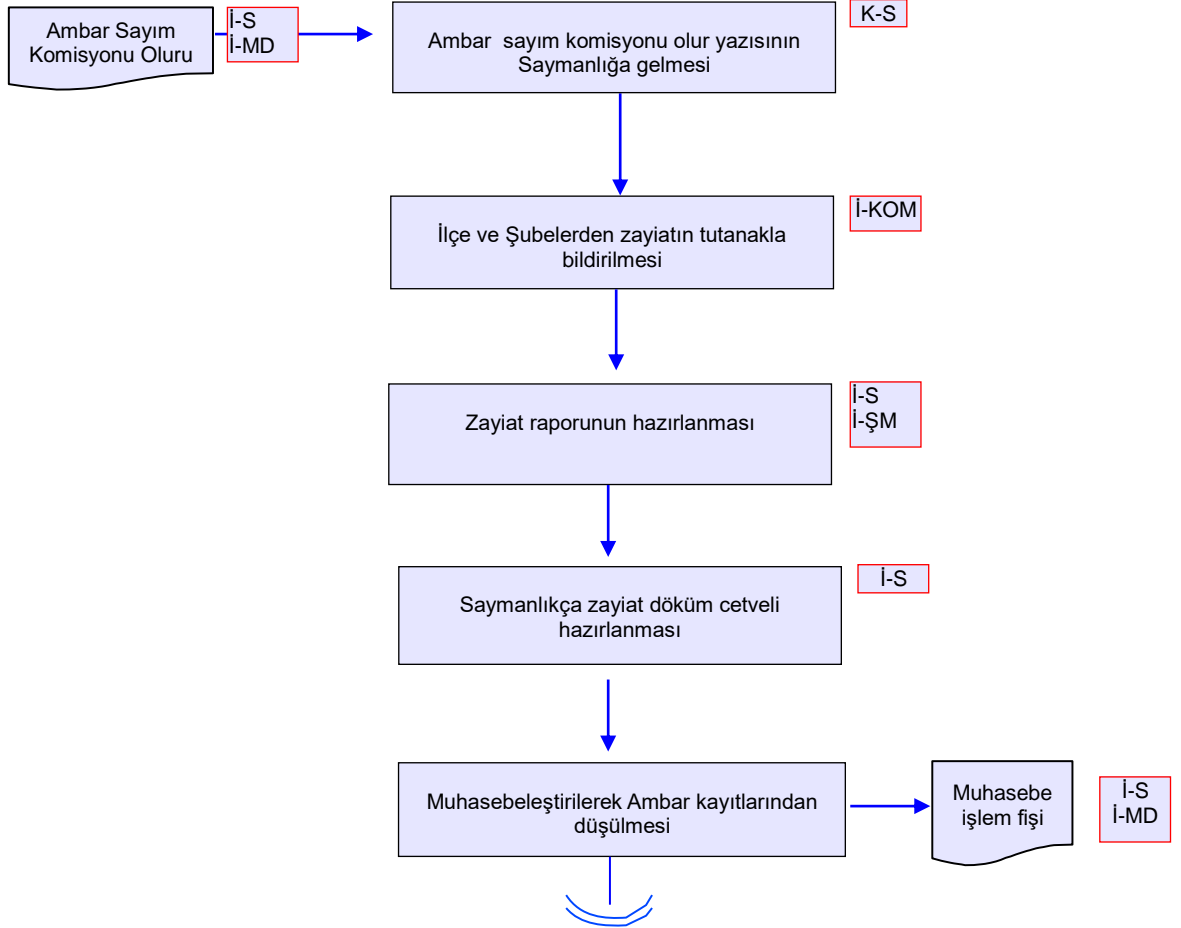 Ambar Sayım
Komisyonu Oluru
İ-S
İ-MD
Ambar sayım komisyonu olur yazısının
Saymanlığa gelmesi
K-S
İlçe ve Şubelerden zayiatın tutanakla
bildirilmesi
İ-KOM
Zayiat raporunun hazırlanması
İ-S
İ-ŞM
Saymanlıkça zayiat döküm cetveli
hazırlanması
İ-S
Muhasebeleştirilerek Ambar kayıtlarından
düşülmesi
Muhasebe
işlem fişi
İ-S
İ-MD